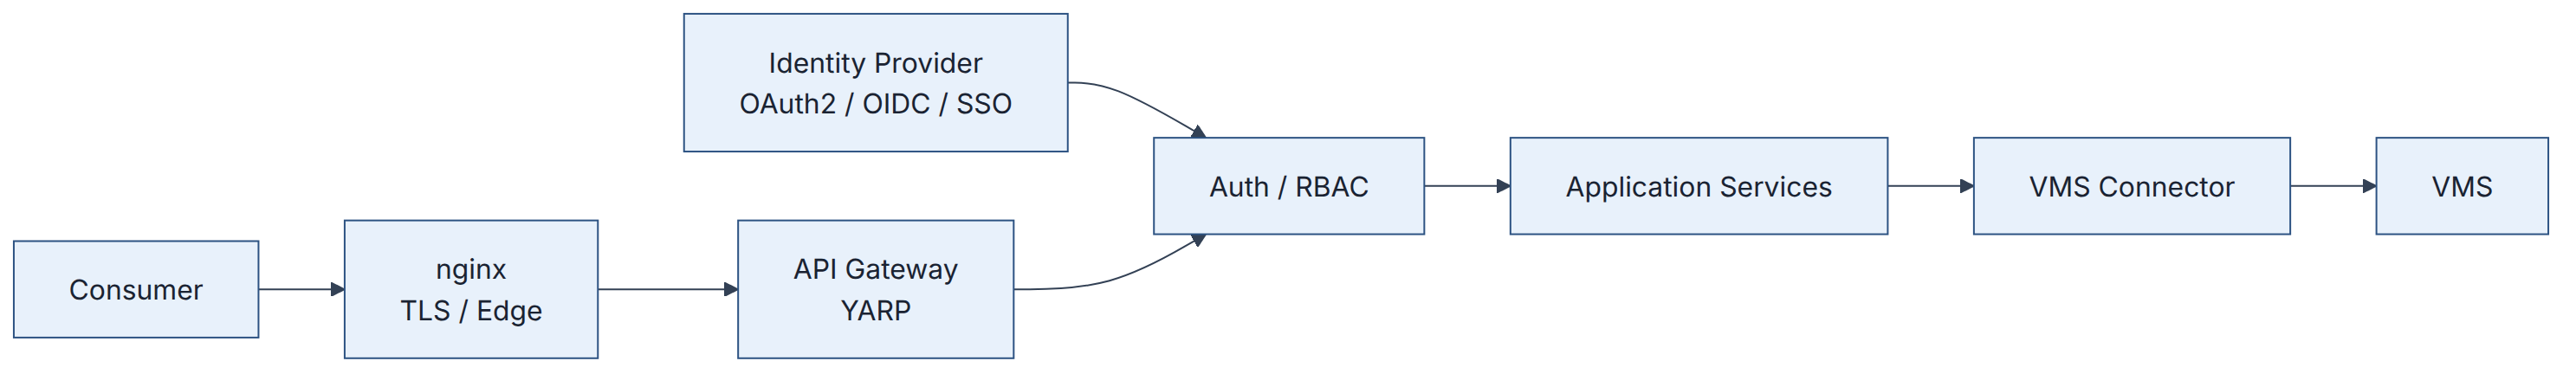 Identity Provider
OAuth2 / OIDC / SSO
Auth / RBAC
Application Services
VMS Connector
VMS
Consumer
nginx
TLS / Edge
API Gateway
YARP